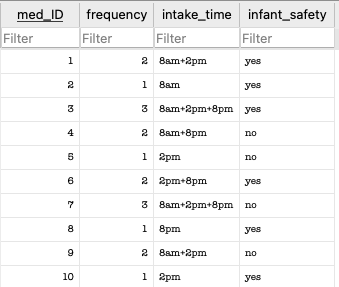 med_ID frequency intake_time infant_safety
Filter Filter Filter Filter
1 2 8am+2pm yes
2 1 8am yes
3 3 8am+2pm+8pm yes
4 2 8am+8pm no
5 1 2pm no
6 2 2pm+8pm yes
7 3 8am+2pm+8pm no
8 1 8pm yes
9 2 8am+2pm no
10 1 2pm yes